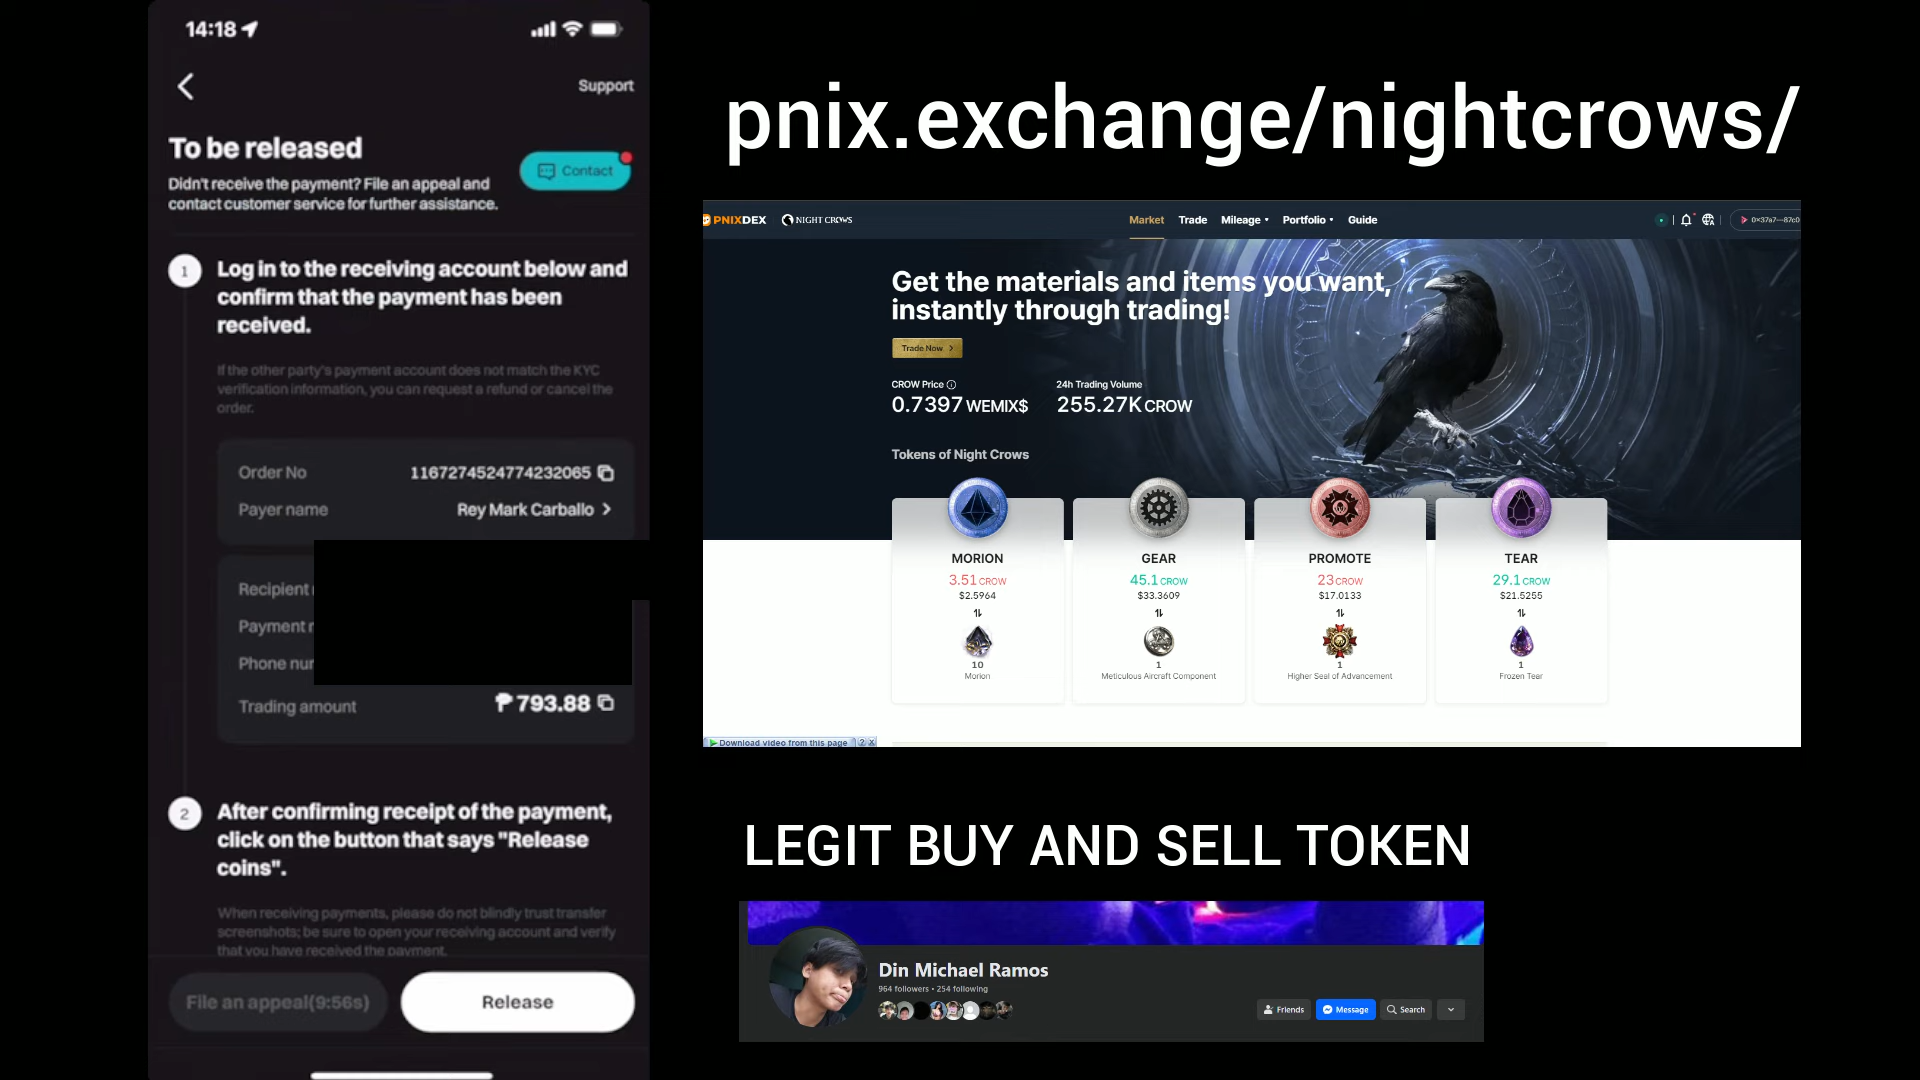 14:18
Support
To be released
Didn't receive the payment? File an appeal and
contact customer service for further assistance.
Contact
1
Log in to the receiving account below and
confirm that the payment has been
received.
If the other party's payment account does not match the KYC
verification information, you can request a refund or cancel the
order.
Order No
1167274524774232065
Payer name
Rey Mark Carballo
Recipient
Payment
Phone
Trading amount
₱ 793.88
2
After confirming receipt of the payment,
click on the button that says "Release
coins".
When receiving payments, please do not blindly trust transfer
screenshots; be sure to open your receiving account and verify
that you have received the payment.
File an appeal(9:56s)
Release
pnix.exchange/nightcrows/
PNIXDEX
NIGHT CROWS
Market
Trade
Mileage
Portfolio
Guide
0x37a7···87c0
Get the materials and items you want,
instantly through trading!
Trade Now
CROW Price
24h Trading Volume
0.7397 WEMIX$
255.27K CROW
Tokens of Night Crows
MORION
3.51 CROW
$2.5964
10
Morion
GEAR
45.1 CROW
$33.3609
1
Meticulous Aircraft Component
PROMOTE
23 CROW
$17.0133
1
Higher Seal of Advancement
TEAR
29.1 CROW
$21.5255
1
Frozen Tear
Download video from this page ? X
LEGIT BUY AND SELL TOKEN
Din Michael Ramos
964 followers • 254 following
Friends
Message
Search